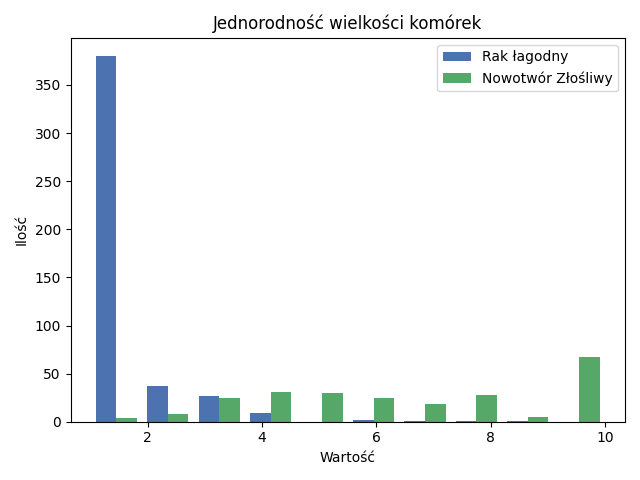 Jednorodność wielkości komórek
Rak łagodny
Nowotwór Złośliwy
350
300
250
200
150
100
50
0
Ilość
2 4 6 8 10
Wartość